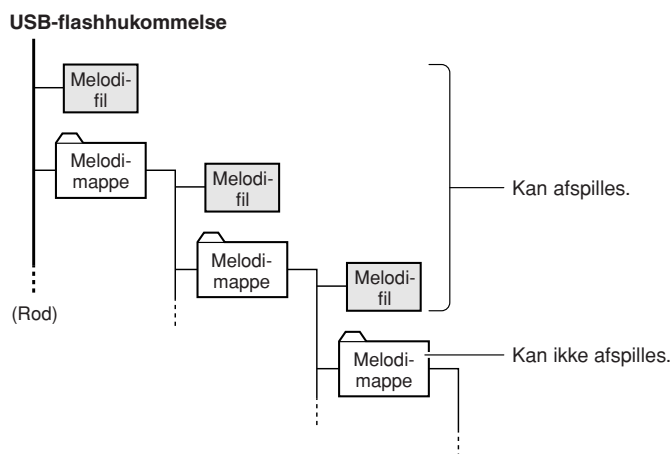 USB-flashhukommelse
Melodi-
fil
Melodi-
mappe
Melodi-
fil
Kan afspilles.
Melodi-
mappe
Melodi-
fil
(Rod)
Melodi-
mappe
Kan ikke afspilles.